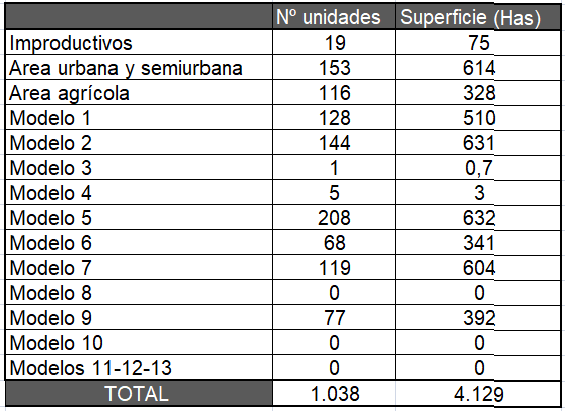 Nº unidades Superficie (Has)
Improductivos 19 75
Area urbana y semiurbana 153 614
Area agrícola 116 328
Modelo 1 128 510
Modelo 2 144 631
Modelo 3 1 0,7
Modelo 4 5 3
Modelo 5 208 632
Modelo 6 68 341
Modelo 7 119 604
Modelo 8 0 0
Modelo 9 77 392
Modelo 10 0 0
Modelos 11-12-13 0 0
TOTAL 1.038 4.129